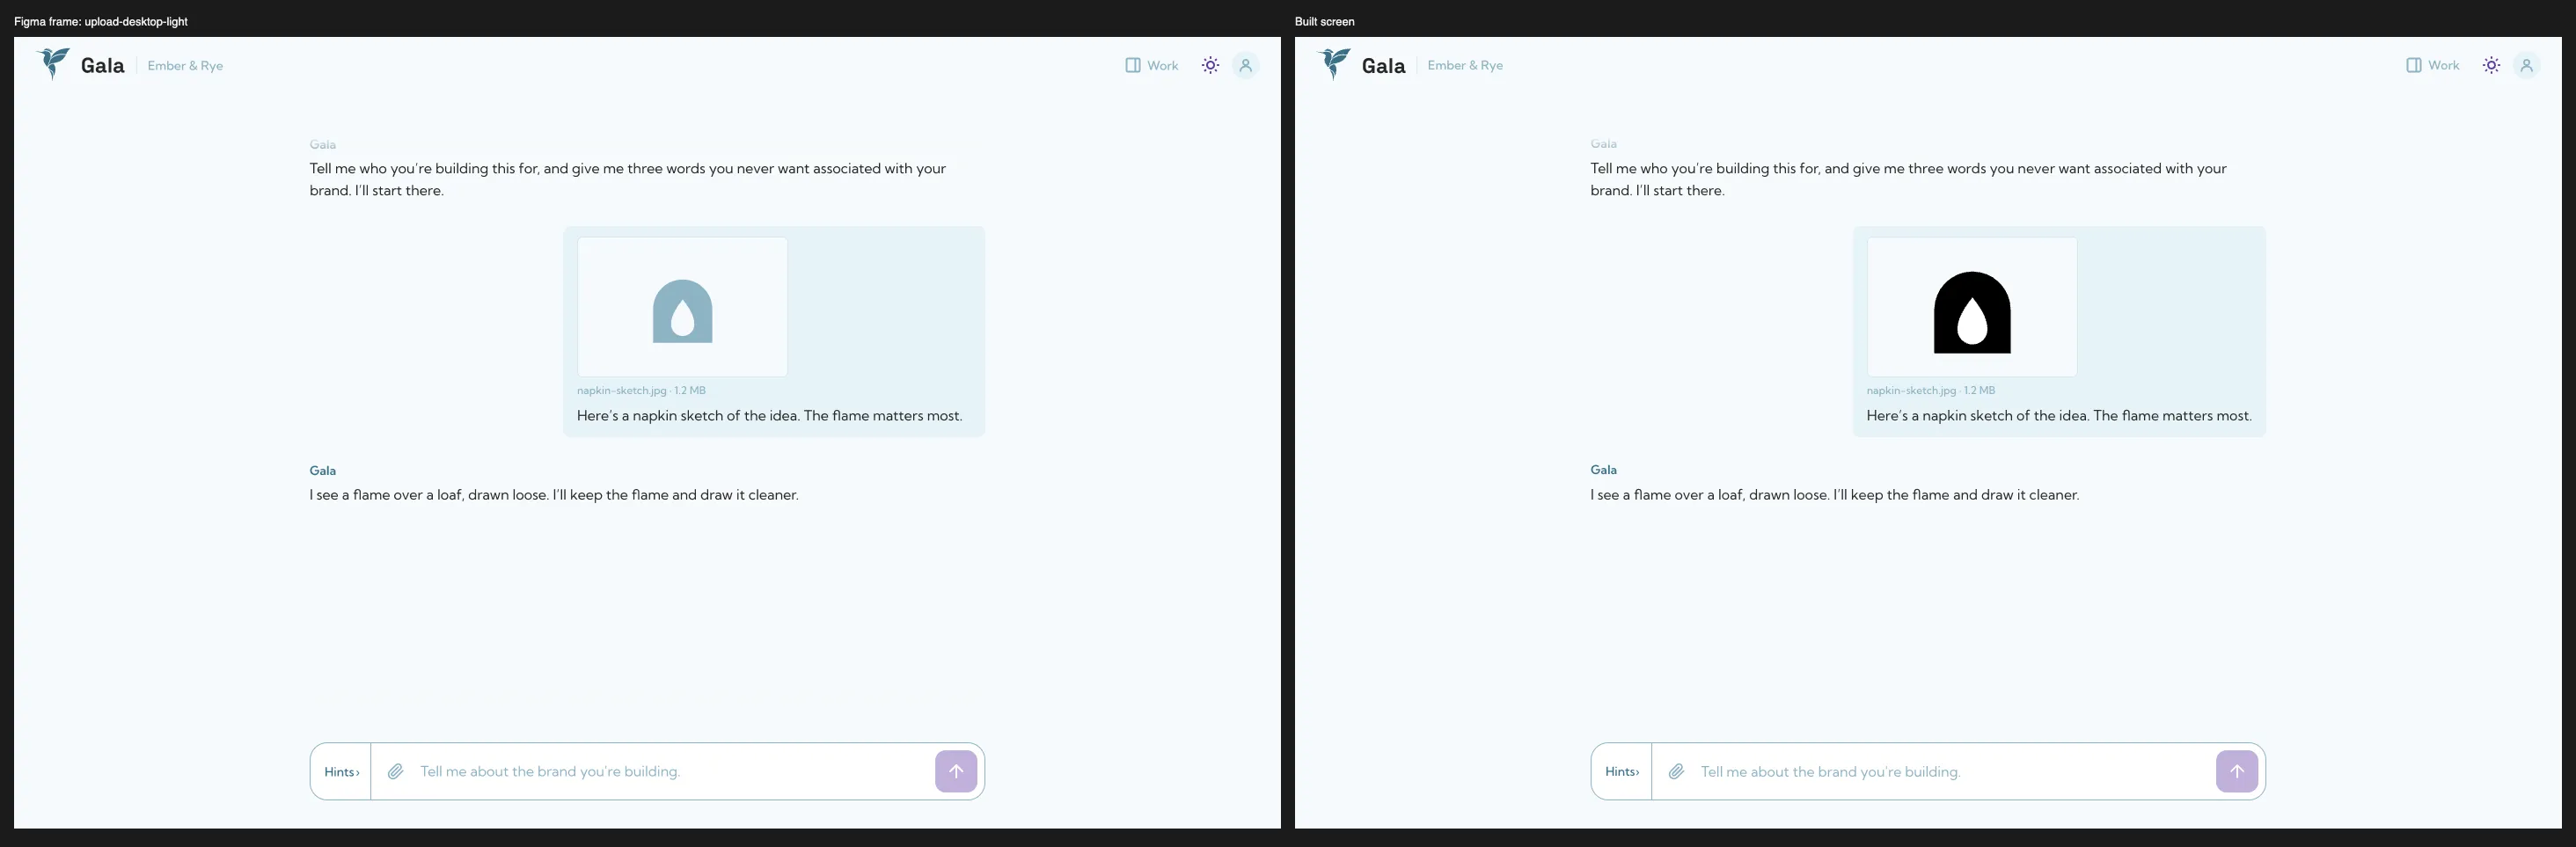 Figma frame: upload-desktop-light
Gala
Ember & Rye
Work
Gala
Tell me who you’re building this for, and give me three words you never want associated with your
brand. I’ll start there.
napkin-sketch.jpg · 1.2 MB
Here’s a napkin sketch of the idea. The flame matters most.
Gala
I see a flame over a loaf, drawn loose. I’ll keep the flame and draw it cleaner.
Hints ›
Tell me about the brand you’re building.
Built screen
Gala
Ember & Rye
Work
Gala
Tell me who you’re building this for, and give me three words you never want associated with your
brand. I’ll start there.
napkin-sketch.jpg · 1.2 MB
Here’s a napkin sketch of the idea. The flame matters most.
Gala
I see a flame over a loaf, drawn loose. I’ll keep the flame and draw it cleaner.
Hints›
Tell me about the brand you’re building.